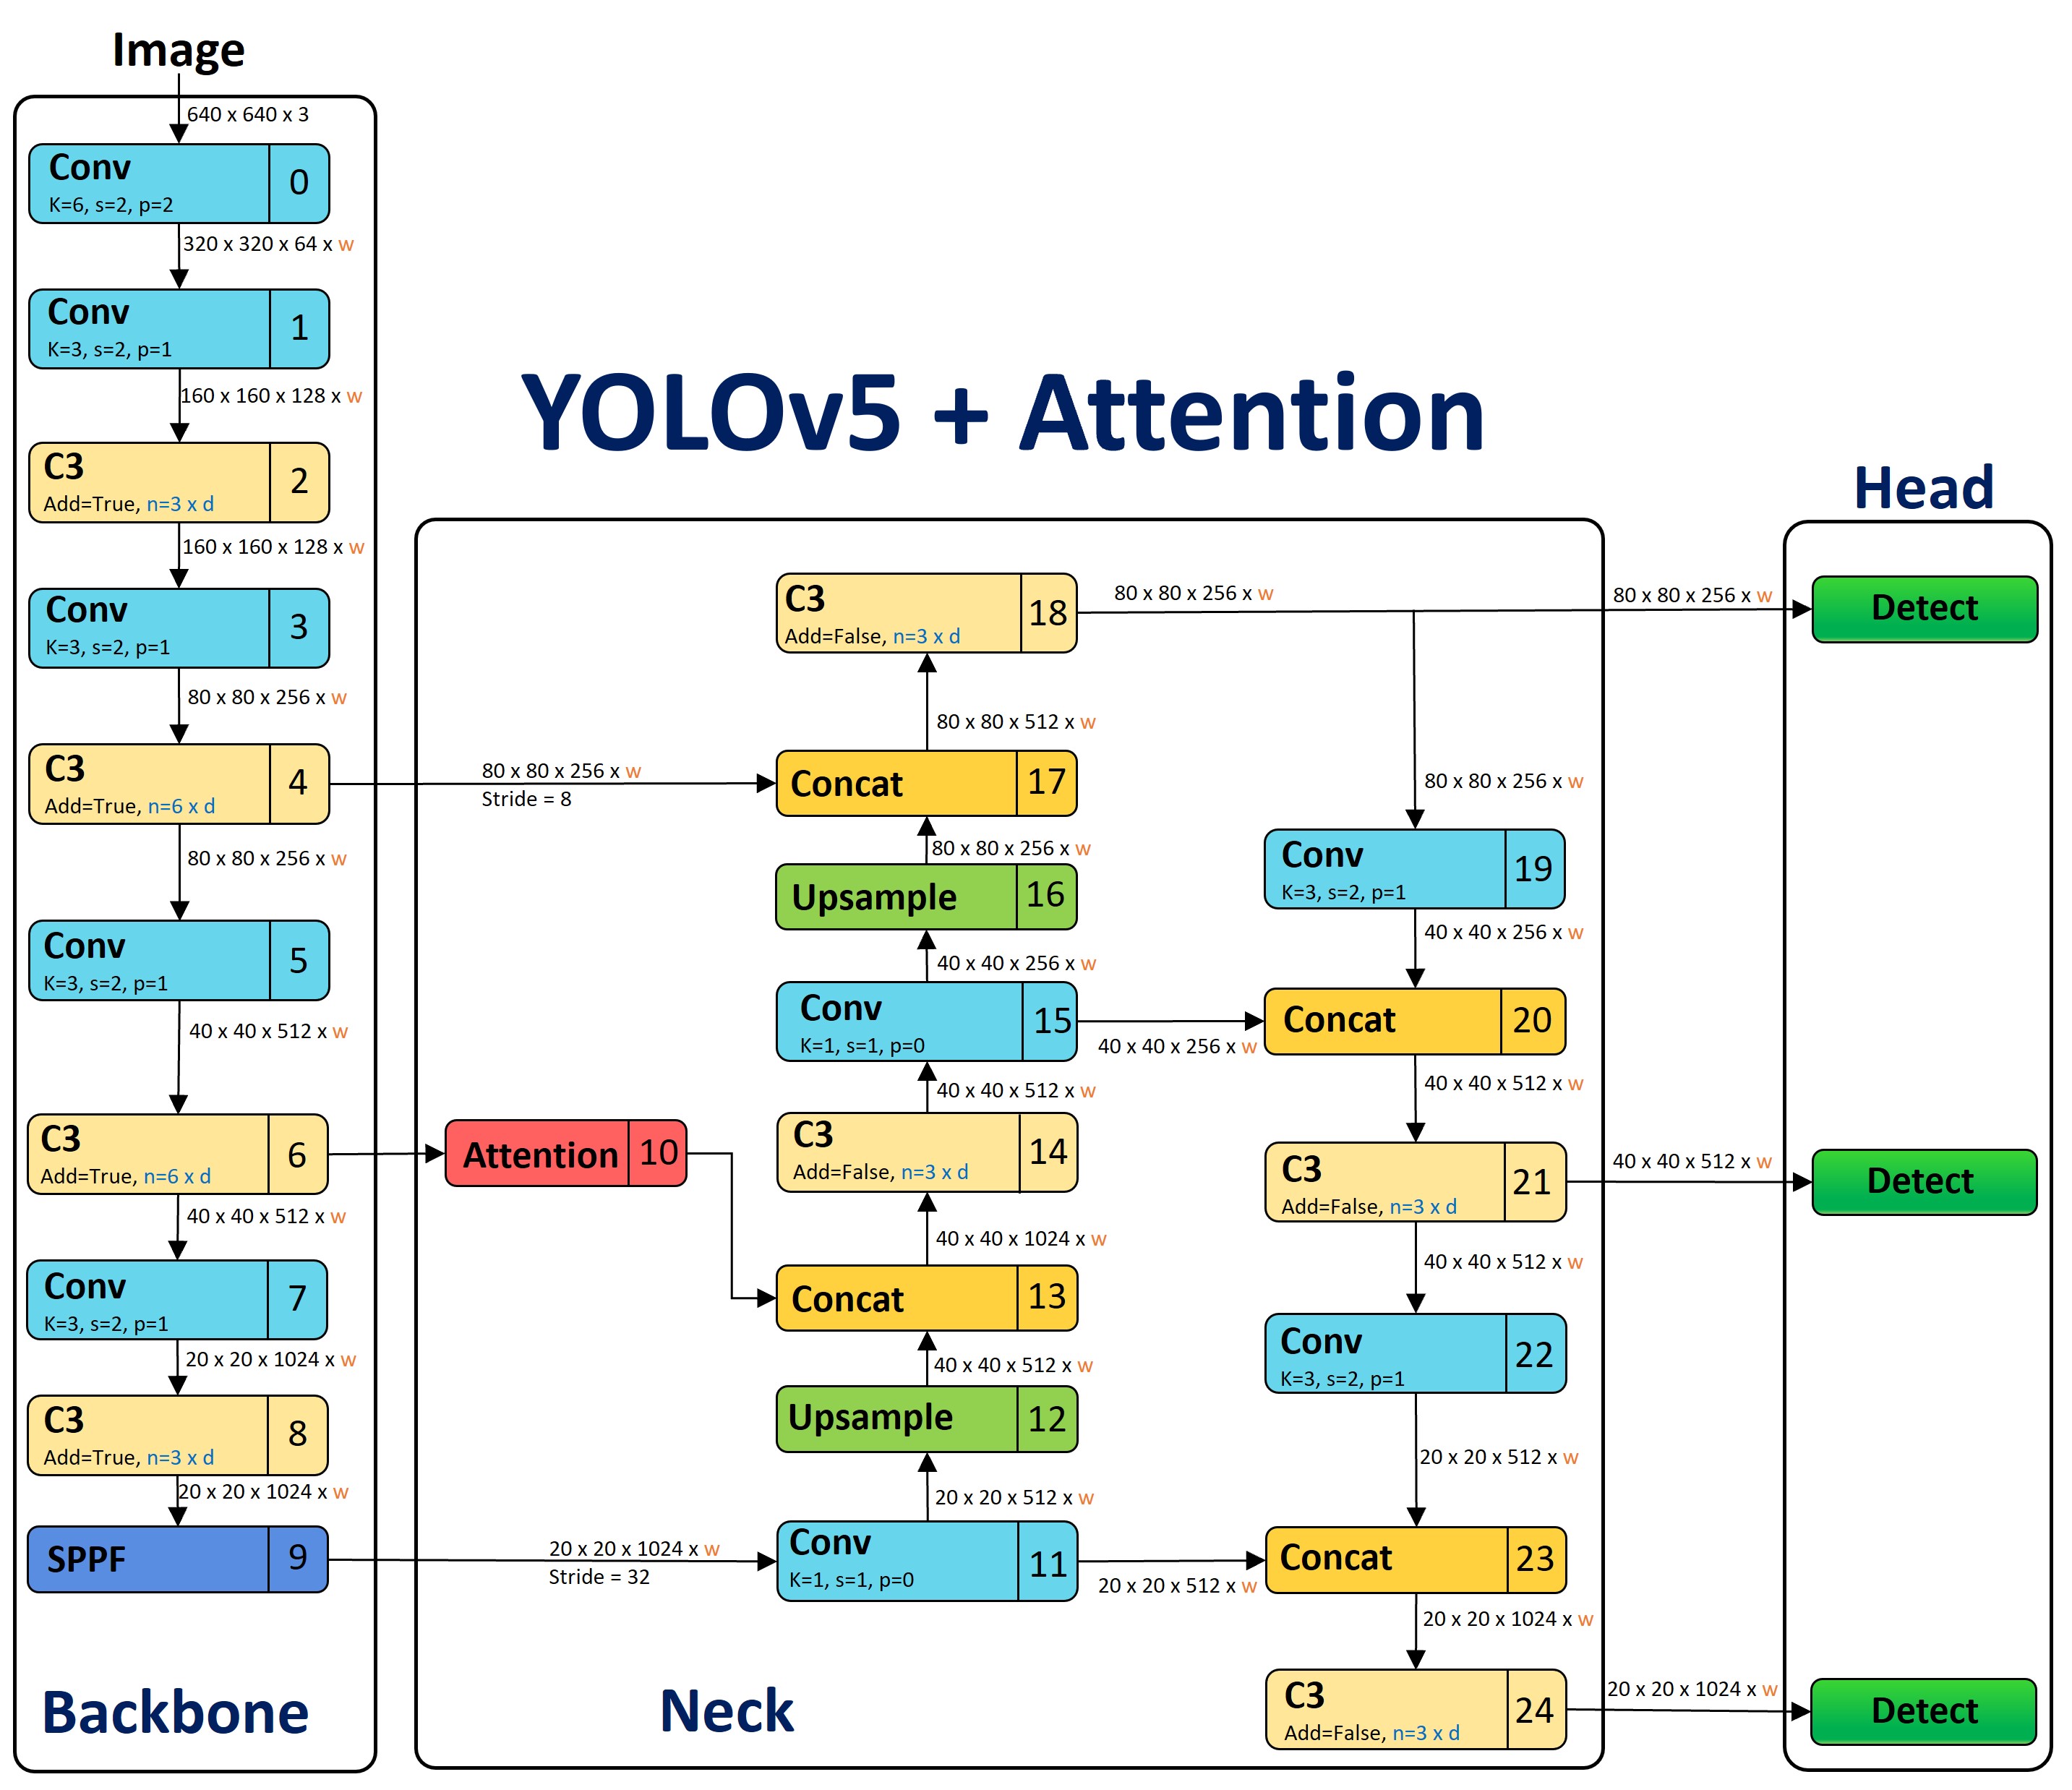 Image
640 x 640 x 3
Conv
K=6, s=2, p=2
0
320 x 320 x 64 x w
Conv
K=3, s=2, p=1
1
160 x 160 x 128 x w
C3
Add=True, n=3 x d
2
160 x 160 x 128 x w
Conv
K=3, s=2, p=1
3
80 x 80 x 256 x w
C3
Add=True, n=6 x d
4
80 x 80 x 256 x w
Conv
K=3, s=2, p=1
5
40 x 40 x 512 x w
C3
Add=True, n=6 x d
6
40 x 40 x 512 x w
Conv
K=3, s=2, p=1
7
20 x 20 x 1024 x w
C3
Add=True, n=3 x d
8
20 x 20 x 1024 x w
SPPF
9
Backbone
YOLOv5 + Attention
80 x 80 x 256 x w
Stride = 8
Attention
10
20 x 20 x 1024 x w
Stride = 32
C3
Add=False, n=3 x d
18
80 x 80 x 256 x w
80 x 80 x 512 x w
Concat
17
80 x 80 x 256 x w
Upsample
16
40 x 40 x 256 x w
Conv
K=1, s=1, p=0
15
40 x 40 x 256 x w
40 x 40 x 512 x w
C3
Add=False, n=3 x d
14
40 x 40 x 1024 x w
Concat
13
40 x 40 x 512 x w
Upsample
12
20 x 20 x 512 x w
Conv
K=1, s=1, p=0
11
20 x 20 x 512 x w
Neck
80 x 80 x 256 x w
Conv
K=3, s=2, p=1
19
40 x 40 x 256 x w
Concat
20
40 x 40 x 512 x w
C3
Add=False, n=3 x d
21
40 x 40 x 512 x w
Conv
K=3, s=2, p=1
22
20 x 20 x 512 x w
Concat
23
20 x 20 x 1024 x w
C3
Add=False, n=3 x d
24
Head
80 x 80 x 256 x w
Detect
40 x 40 x 512 x w
Detect
20 x 20 x 1024 x w
Detect